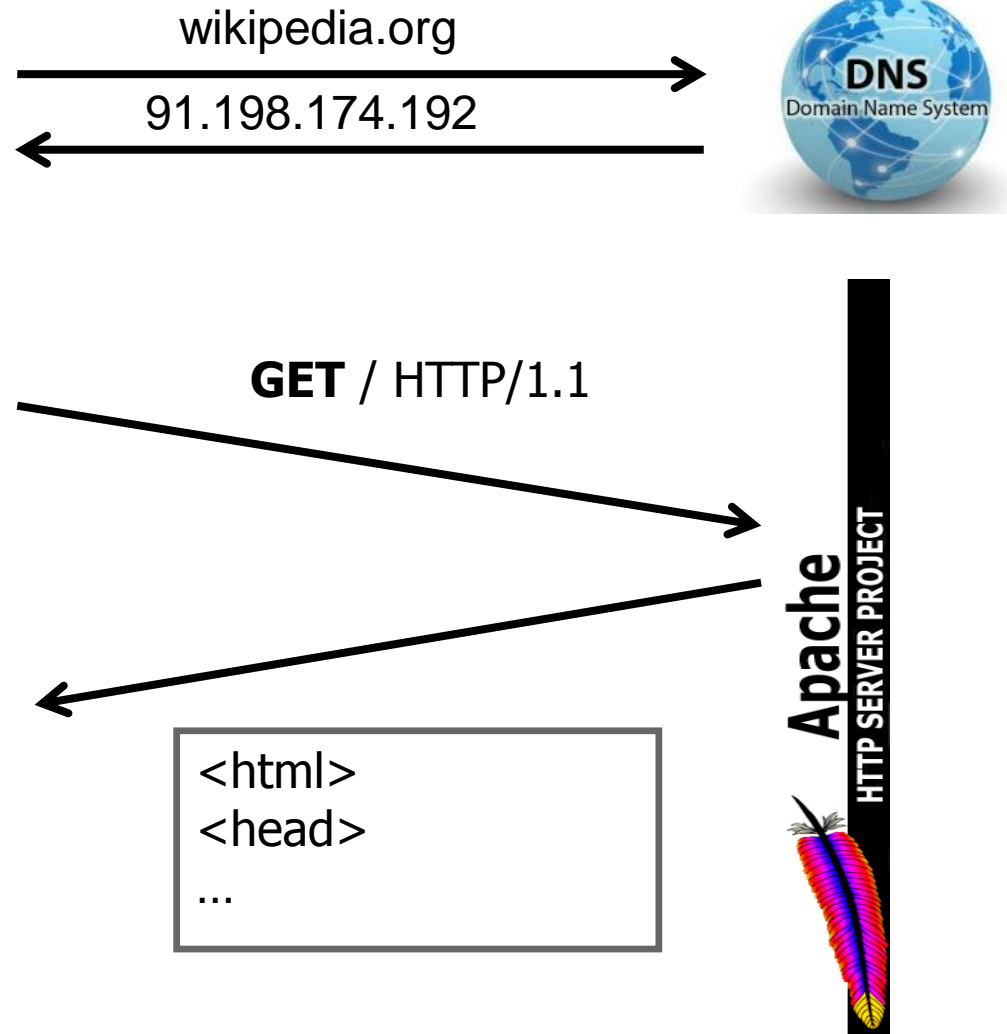 wikipedia.org
91.198.174.192
DNS
Domain Name System
GET / HTTP/1.1
<html>
<head>
...
Apache
HTTP SERVER PROJECT